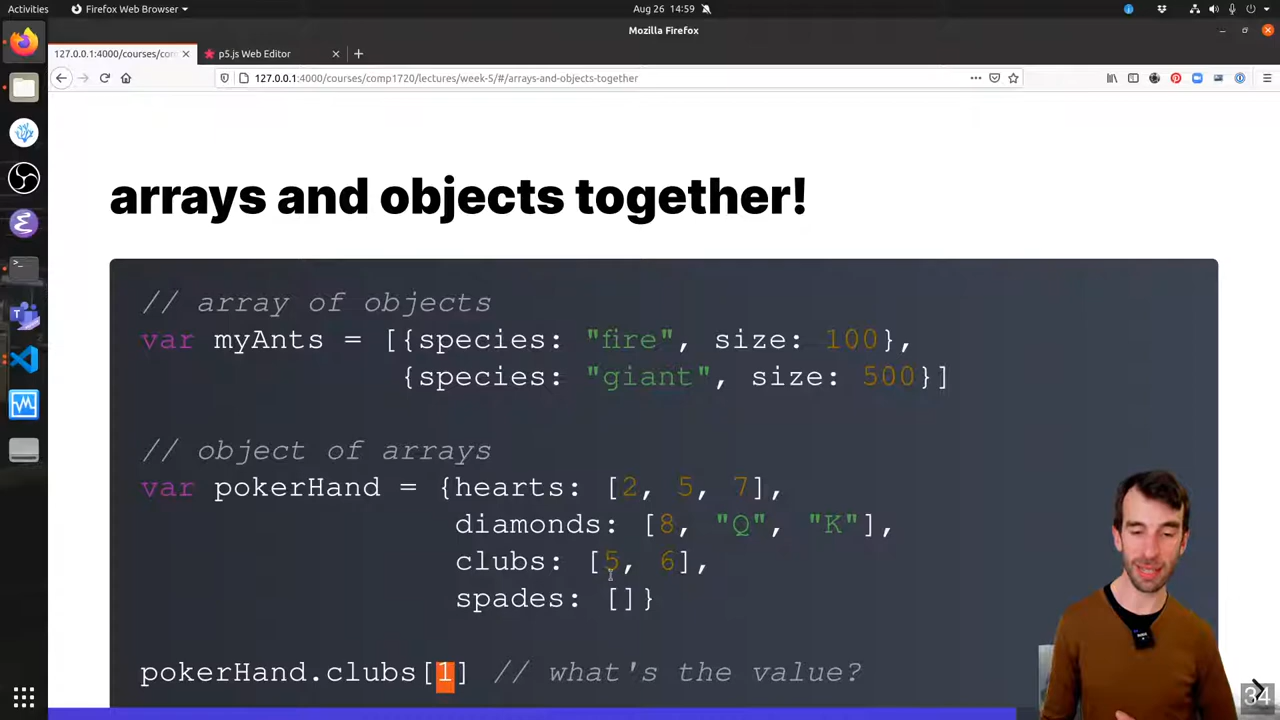 Activities
Firefox Web Browser
Aug 26 14:59
Mozilla Firefox
127.0.0.1:4000/courses/com
p5.js Web Editor
127.0.0.1:4000/courses/comp1720/lectures/week-5/#/arrays-and-objects-together
arrays and objects together!
// array of objects
var myAnts = [{species: "fire", size: 100},
{species: "giant", size: 500}]
// object of arrays
var pokerHand = {hearts: [2, 5, 7],
diamonds: [8, "Q", "K"],
clubs: [5, 6],
spades: []}
pokerHand.clubs[1] // what's the value?
34